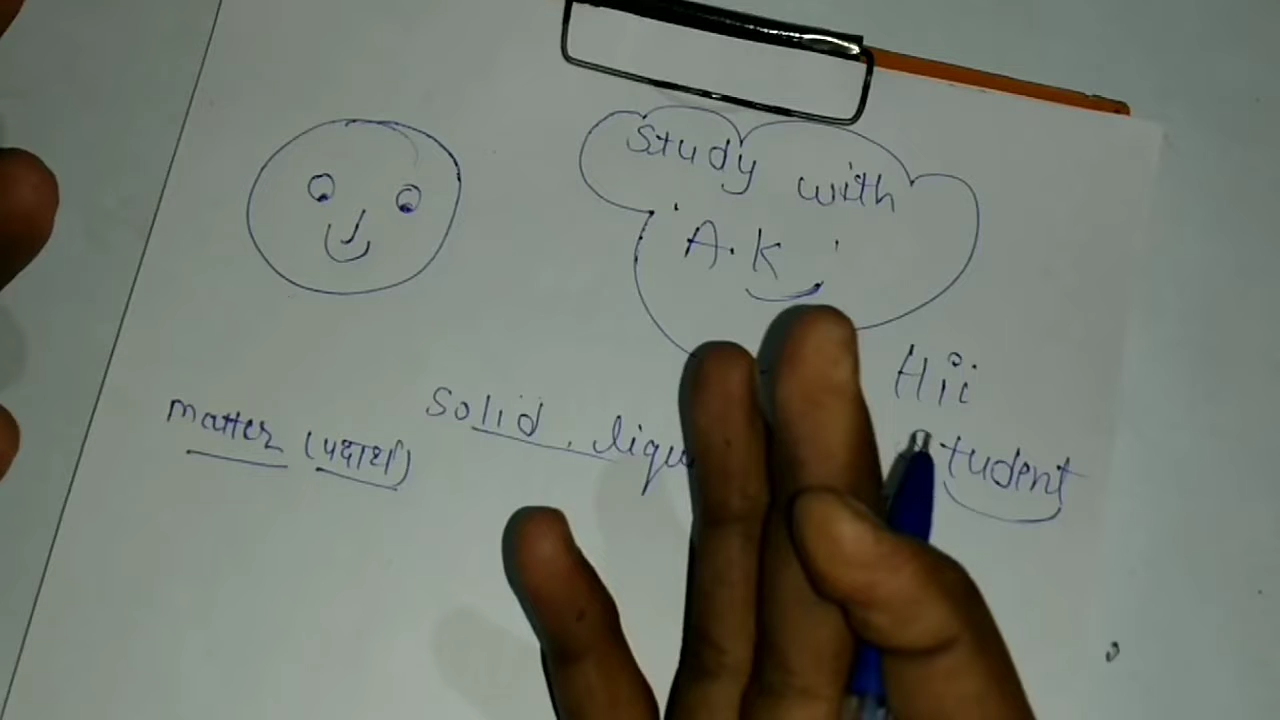 Study with
'A.K'
Hii
matter (पदार्थ) Solid, liqu
tudent